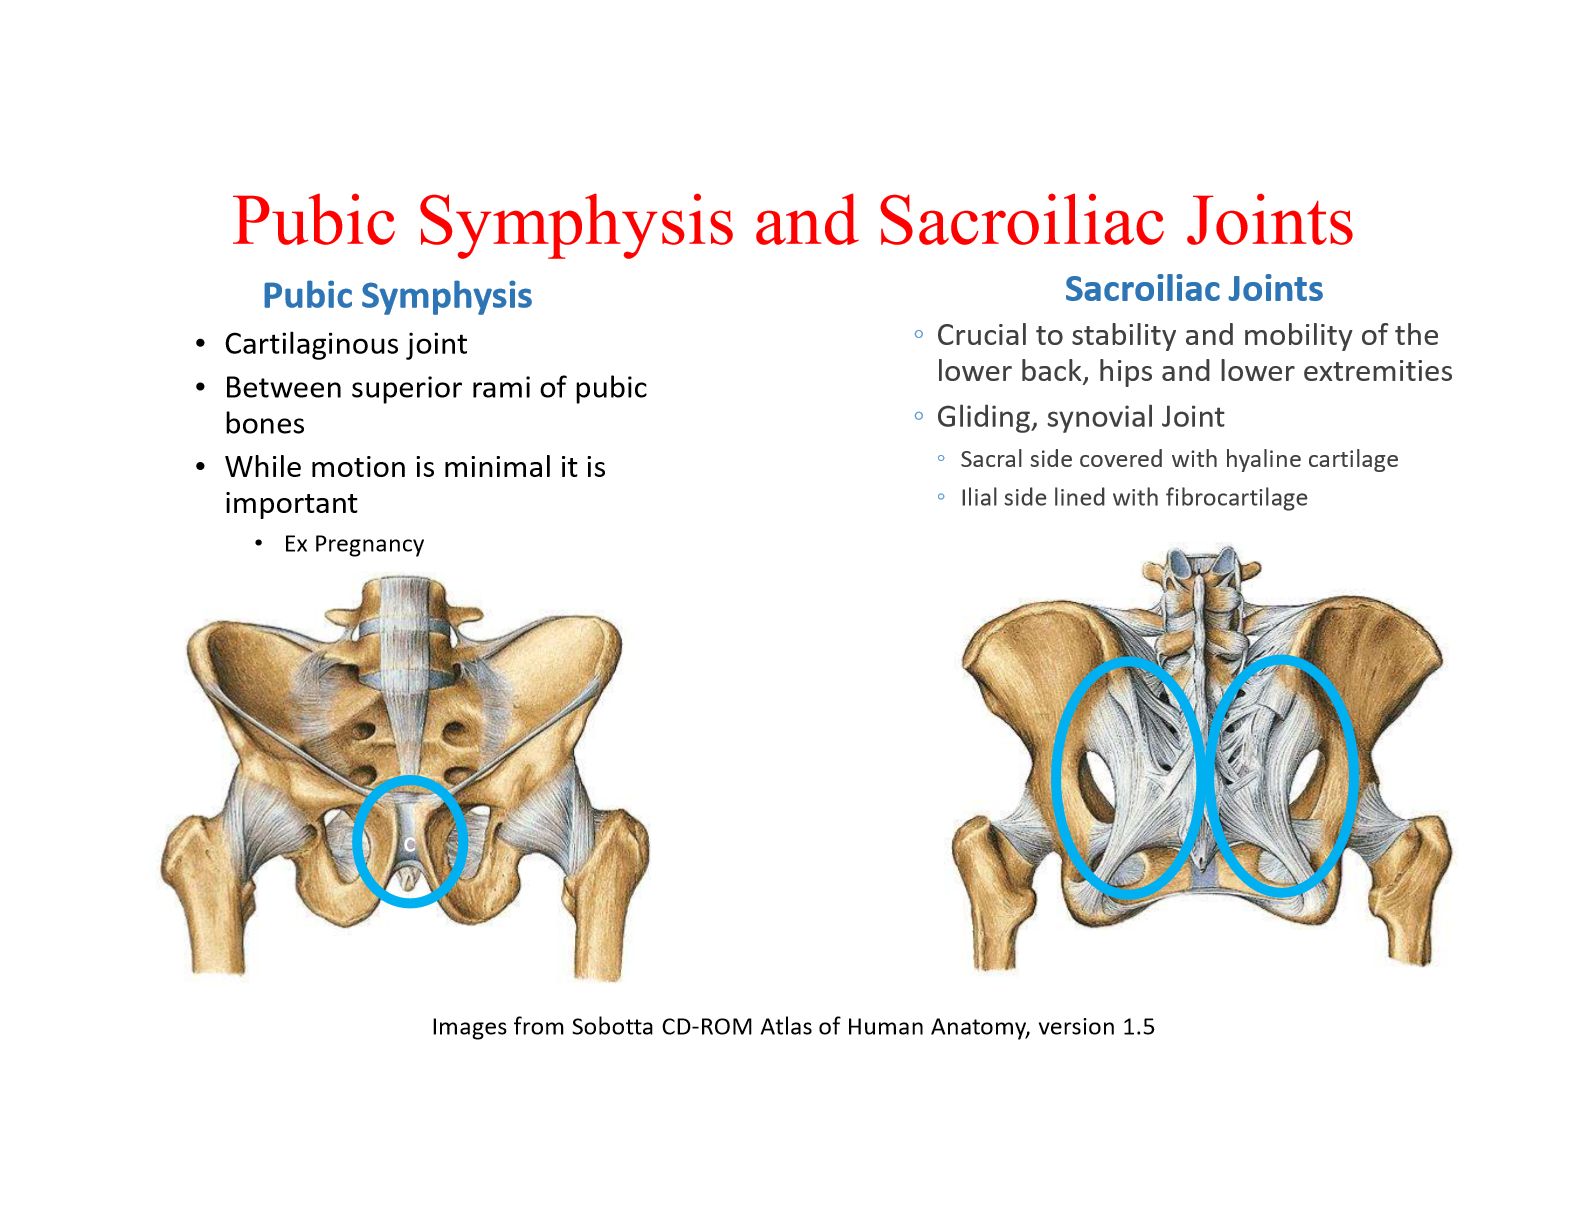 Pubic Symphysis and Sacroiliac Joints
Pubic Symphysis
• Cartilaginous joint
• Between superior rami of pubic
bones
• While motion is minimal it is
important
• Ex Pregnancy
c
Sacroiliac Joints
◦ Crucial to stability and mobility of the
lower back, hips and lower extremities
◦ Gliding, synovial Joint
◦ Sacral side covered with hyaline cartilage
◦ Ilial side lined with fibrocartilage
Images from Sobotta CD-ROM Atlas of Human Anatomy, version 1.5